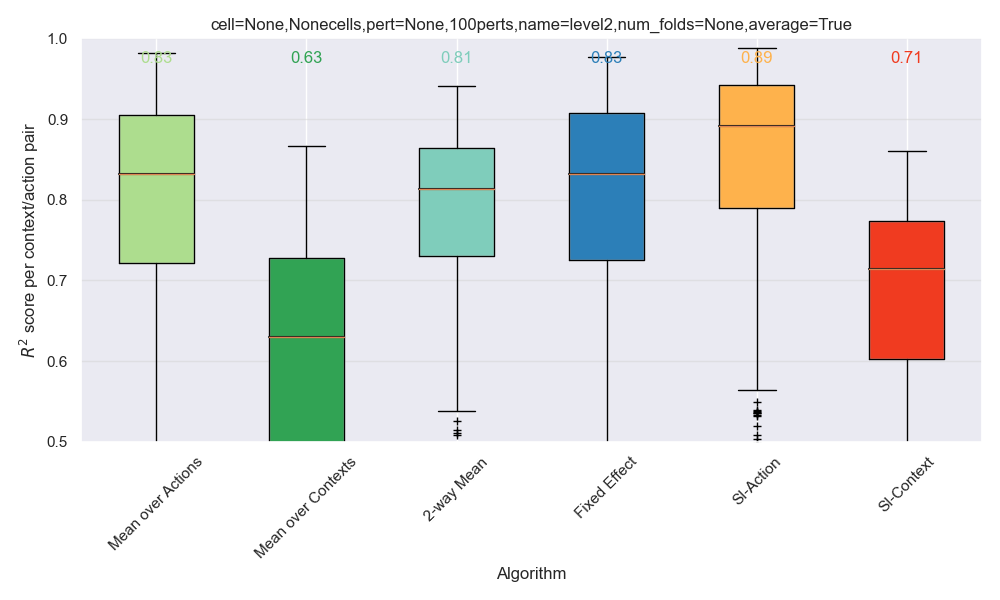 cell=None,Nonecells,pert=None,100perts,name=level2,num_folds=None,average=True
R² score per context/action pair
1.0
0.9
0.8
0.7
0.6
0.5
0.83 0.63 0.81 0.83 0.89 0.71
Mean over Actions
Mean over Contexts
2-way Mean
Fixed Effect
SI-Action
SI-Context
Algorithm